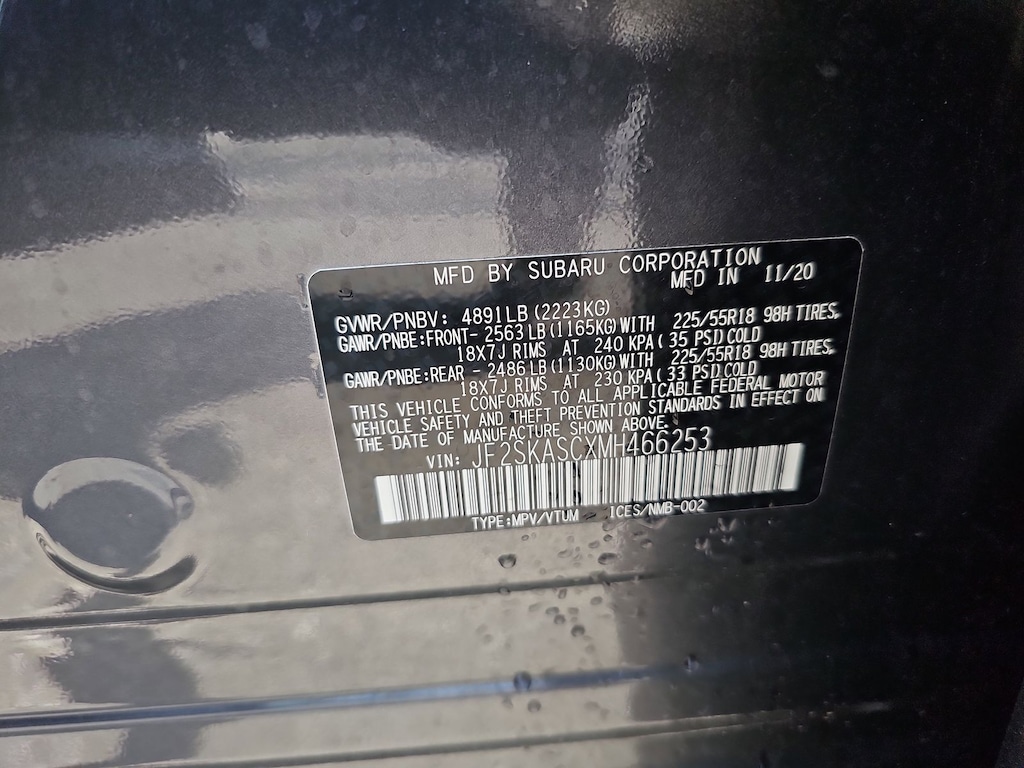 MFD BY SUBARU CORPORATION
MFD IN 11/20
GVWR/PNBV: 4891LB (2223KG)
GAWR/PNBE:FRONT- 2563LB (1165KG)WITH 225/55R18 98H TIRES,
18X7J RIMS AT 240 KPA( 35 PSI)COLD
GAWR/PNBE:REAR - 2486LB (1130KG)WITH 225/55R18 98H TIRES,
18X7J RIMS AT 230 KPA( 33 PSI)COLD
THIS VEHICLE CONFORMS TO ALL APPLICABLE FEDERAL MOTOR
VEHICLE SAFETY AND THEFT PREVENTION STANDARDS IN EFFECT ON
THE DATE OF MANUFACTURE SHOWN ABOVE.
VIN: JF2SKASCXMH466253
TYPE:MPV/VTUM ICES/NMB-002